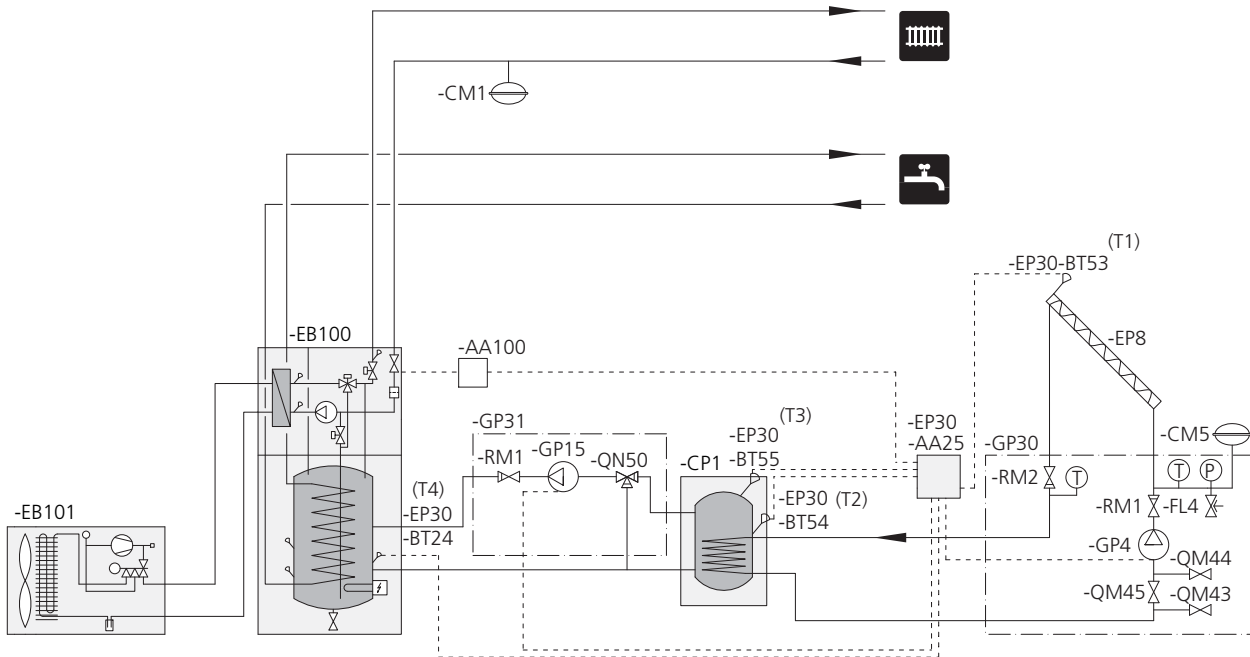 -CM1
(T1)
-EP30-BT53
-EB100
-AA100
-EP8
(T3)
-EP30
-BT55
-EP30
-AA25
-GP31
-GP15
-RM1
-QN50
-CP1
-GP30
-CM5
-RM2
T
T
P
(T4)
-EP30
-BT24
-EP30 (T2)
-BT54
-RM1
-FL4
-EB101
-GP4
-QM44
-QM45
-QM43